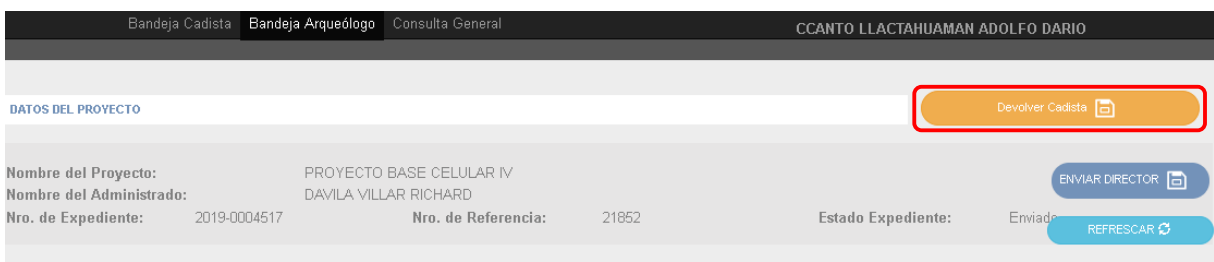 Bandeja Cadista Bandeja Arqueólogo Consulta General CCANTO LLACTAHUAMAN ADOLFO DARIO
DATOS DEL PROYECTO Devolver Cadista
Nombre del Proyecto: PROYECTO BASE CELULAR IV
Nombre del Administrado: DAVILA VILLAR RICHARD
ENVIAR DIRECTOR
Nro. de Expediente: 2019-0004517 Nro. de Referencia: 21852 Estado Expediente: Enviado
REFRESCAR